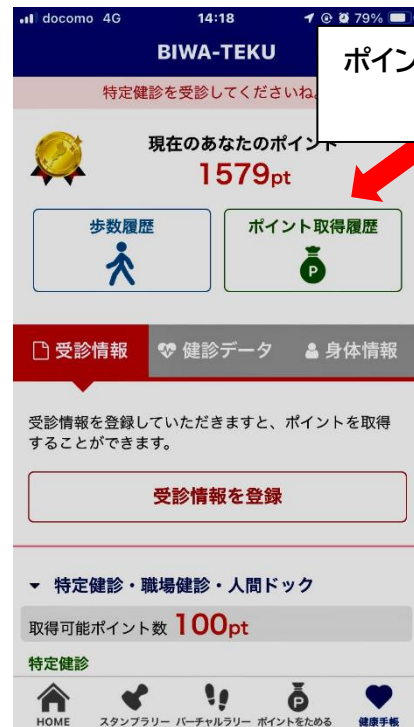 docomo 4G 14:18 79%
BIWA-TEKU
ポイン
特定健診を受診してくださいね
現在のあなたのポイント
1579pt
歩数履歴
ポイント取得履歴
P
受診情報
健診データ
身体情報
受診情報を登録していただきますと、ポイントを取得
することができます。
受診情報を登録
特定健診・職場健診・人間ドック
取得可能ポイント数 100pt
特定健診
P
HOME スタンプラリー バーチャルラリー ポイントをためる 健康手帳